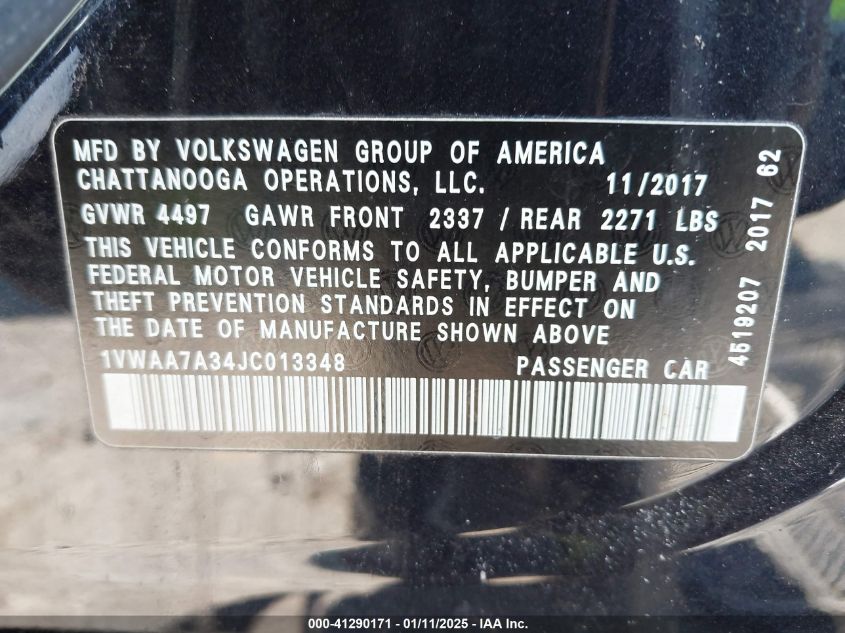 MFD BY VOLKSWAGEN GROUP OF AMERICA
CHATTANOOGA OPERATIONS, LLC. 11/2017
GVWR 4497 GAWR FRONT 2337 / REAR 2271 LBS
THIS VEHICLE CONFORMS TO ALL APPLICABLE U.S.
FEDERAL MOTOR VEHICLE SAFETY, BUMPER AND
THEFT PREVENTION STANDARDS IN EFFECT ON
THE DATE OF MANUFACTURE SHOWN ABOVE
1VWAA7A34JC013348 PASSENGER CAR
4519207 2017 62
000-41290171 - 01/11/2025 - IAA Inc.